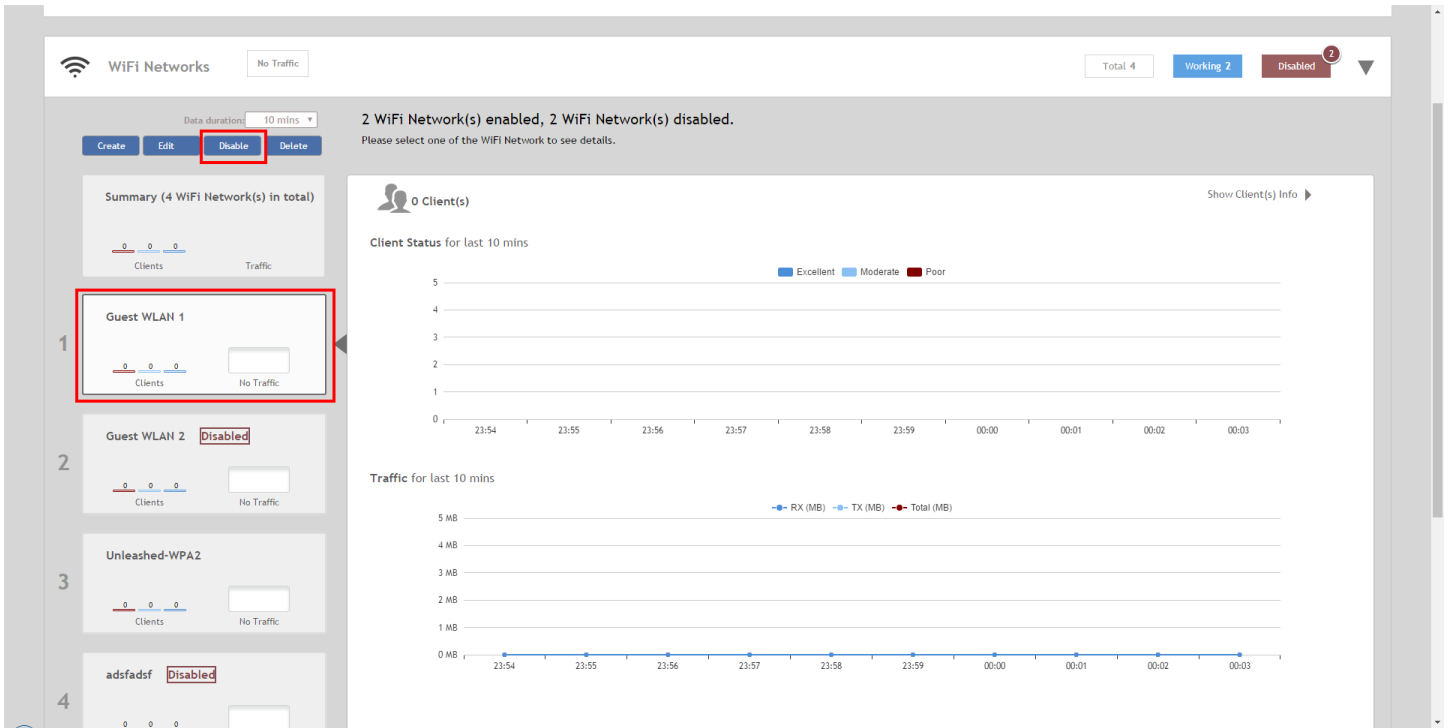 WiFi Networks
No Traffic
Total 4
Working 2
Disabled
2
Data duration: 10 mins
Create Edit Disable Delete
2 WiFi Network(s) enabled, 2 WiFi Network(s) disabled.
Please select one of the WiFi Network to see details.
Summary (4 WiFi Network(s) in total)
0 0 0
Clients Traffic
1
Guest WLAN 1
0 0 0
Clients No Traffic
2
Guest WLAN 2 Disabled
0 0 0
Clients No Traffic
3
Unleashed-WPA2
0 0 0
Clients No Traffic
4
adsfadsf Disabled
0 0 0
0 Client(s)
Show Client(s) Info
Client Status for last 10 mins
Excellent Moderate Poor
5
4
3
2
1
0
23:54 23:55 23:56 23:57 23:58 23:59 00:00 00:01 00:02 00:03
Traffic for last 10 mins
RX (MB) TX (MB) Total (MB)
5 MB
4 MB
3 MB
2 MB
1 MB
0 MB
23:54 23:55 23:56 23:57 23:58 23:59 00:00 00:01 00:02 00:03